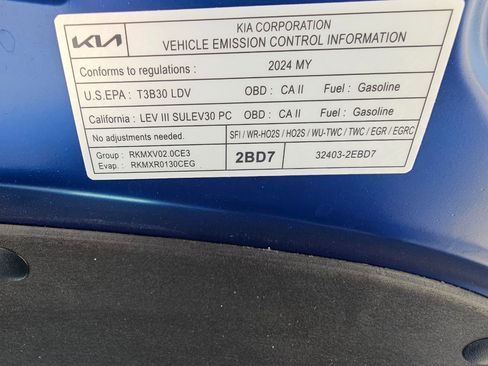 KIA CORPORATION
KIA VEHICLE EMISSION CONTROL INFORMATION
Conforms to regulations : 2024 MY
U.S.EPA : T3B30 LDV OBD : CA II Fuel : Gasoline
California : LEV III SULEV30 PC OBD : CA II Fuel : Gasoline
No adjustments needed. SFI / WR-HO2S / HO2S / WU-TWC / TWC / EGR / EGRC
Group : RKMXV02.0CE3 2BD7 32403-2EBD7
Evap. : RKMXR0130CEG